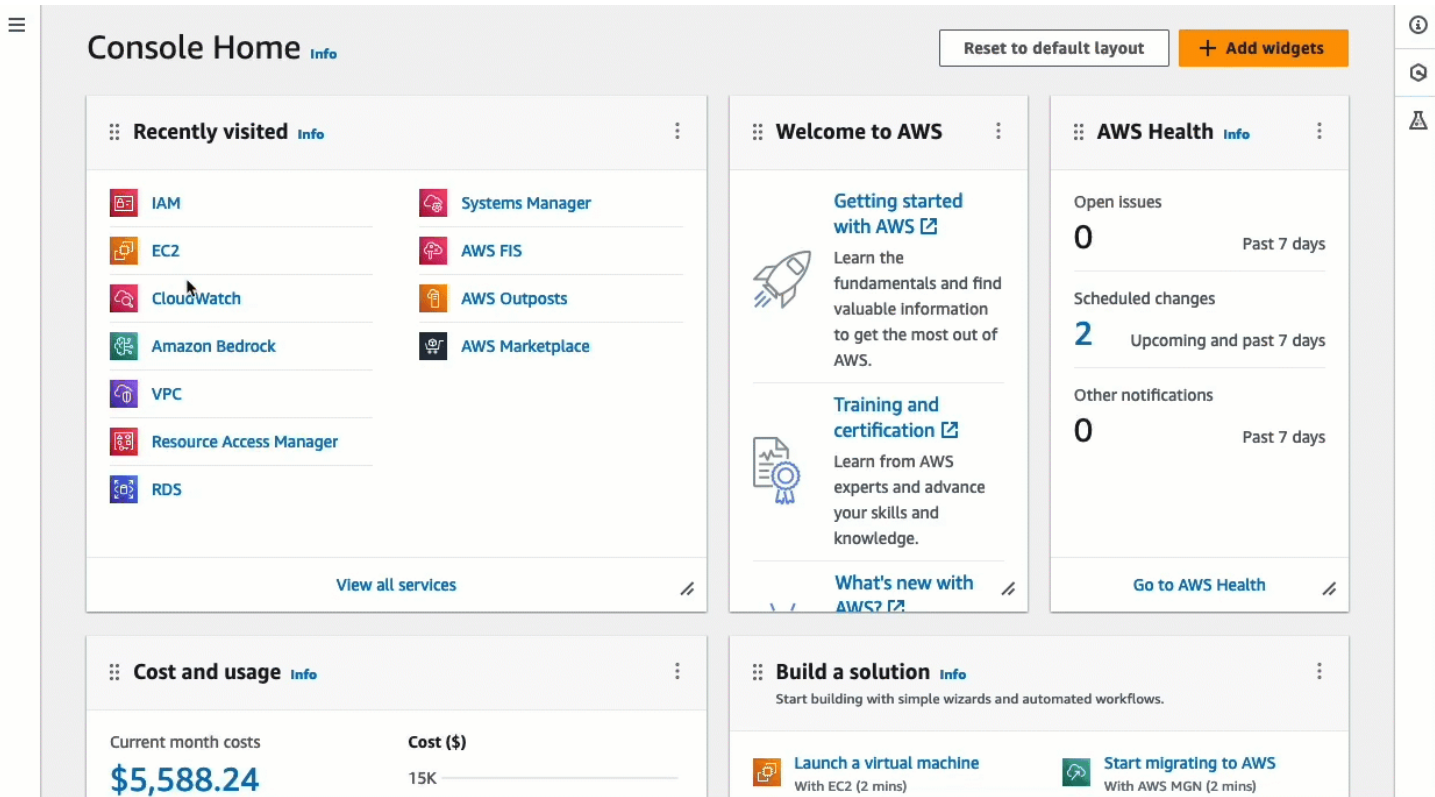 Console Home Info
Reset to default layout
+ Add widgets
Recently visited Info
IAM
EC2
CloudWatch
Amazon Bedrock
VPC
Resource Access Manager
RDS
Systems Manager
AWS FIS
AWS Outposts
AWS Marketplace
View all services
Welcome to AWS
Getting started
with AWS
Learn the
fundamentals and find
valuable information
to get the most out of
AWS.
Training and
certification
Learn from AWS
experts and advance
your skills and
knowledge.
What's new with
AWS?
AWS Health Info
Open issues
0
Past 7 days
Scheduled changes
2
Upcoming and past 7 days
Other notifications
0
Past 7 days
Go to AWS Health
Cost and usage Info
Current month costs
$5,588.24
Cost ($)
15K
Build a solution Info
Start building with simple wizards and automated workflows.
Launch a virtual machine
With EC2 (2 mins)
Start migrating to AWS
With AWS MGN (2 mins)